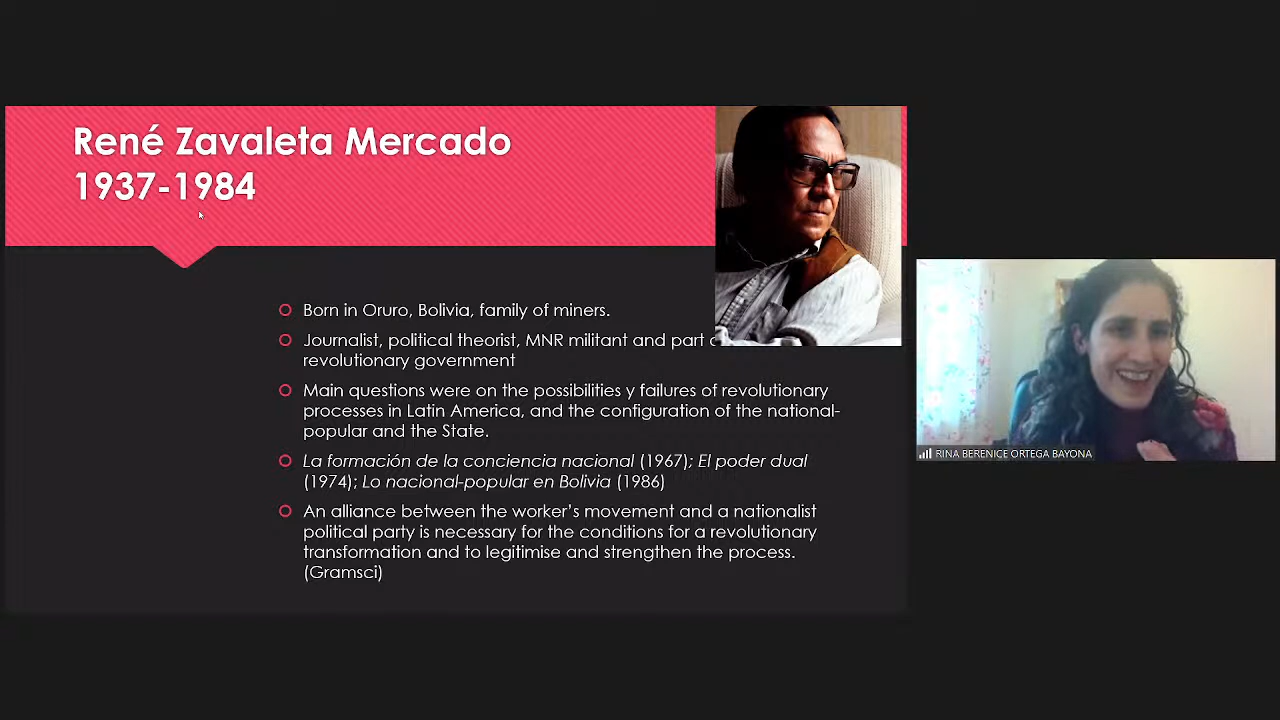 René Zavaleta Mercado
1937-1984
Born in Oruro, Bolivia, family of miners.
Journalist, political theorist, MNR militant and part
revolutionary government
Main questions were on the possibilities y failures of revolutionary
processes in Latin America, and the configuration of the national-
popular and the State.
La formación de la conciencia nacional (1967); El poder dual
(1974); Lo nacional-popular en Bolivia (1986)
An alliance between the worker's movement and a nationalist
political party is necessary for the conditions for a revolutionary
transformation and to legitimise and strengthen the process.
(Gramsci)
RINA BERENICE ORTEGA BAYONA